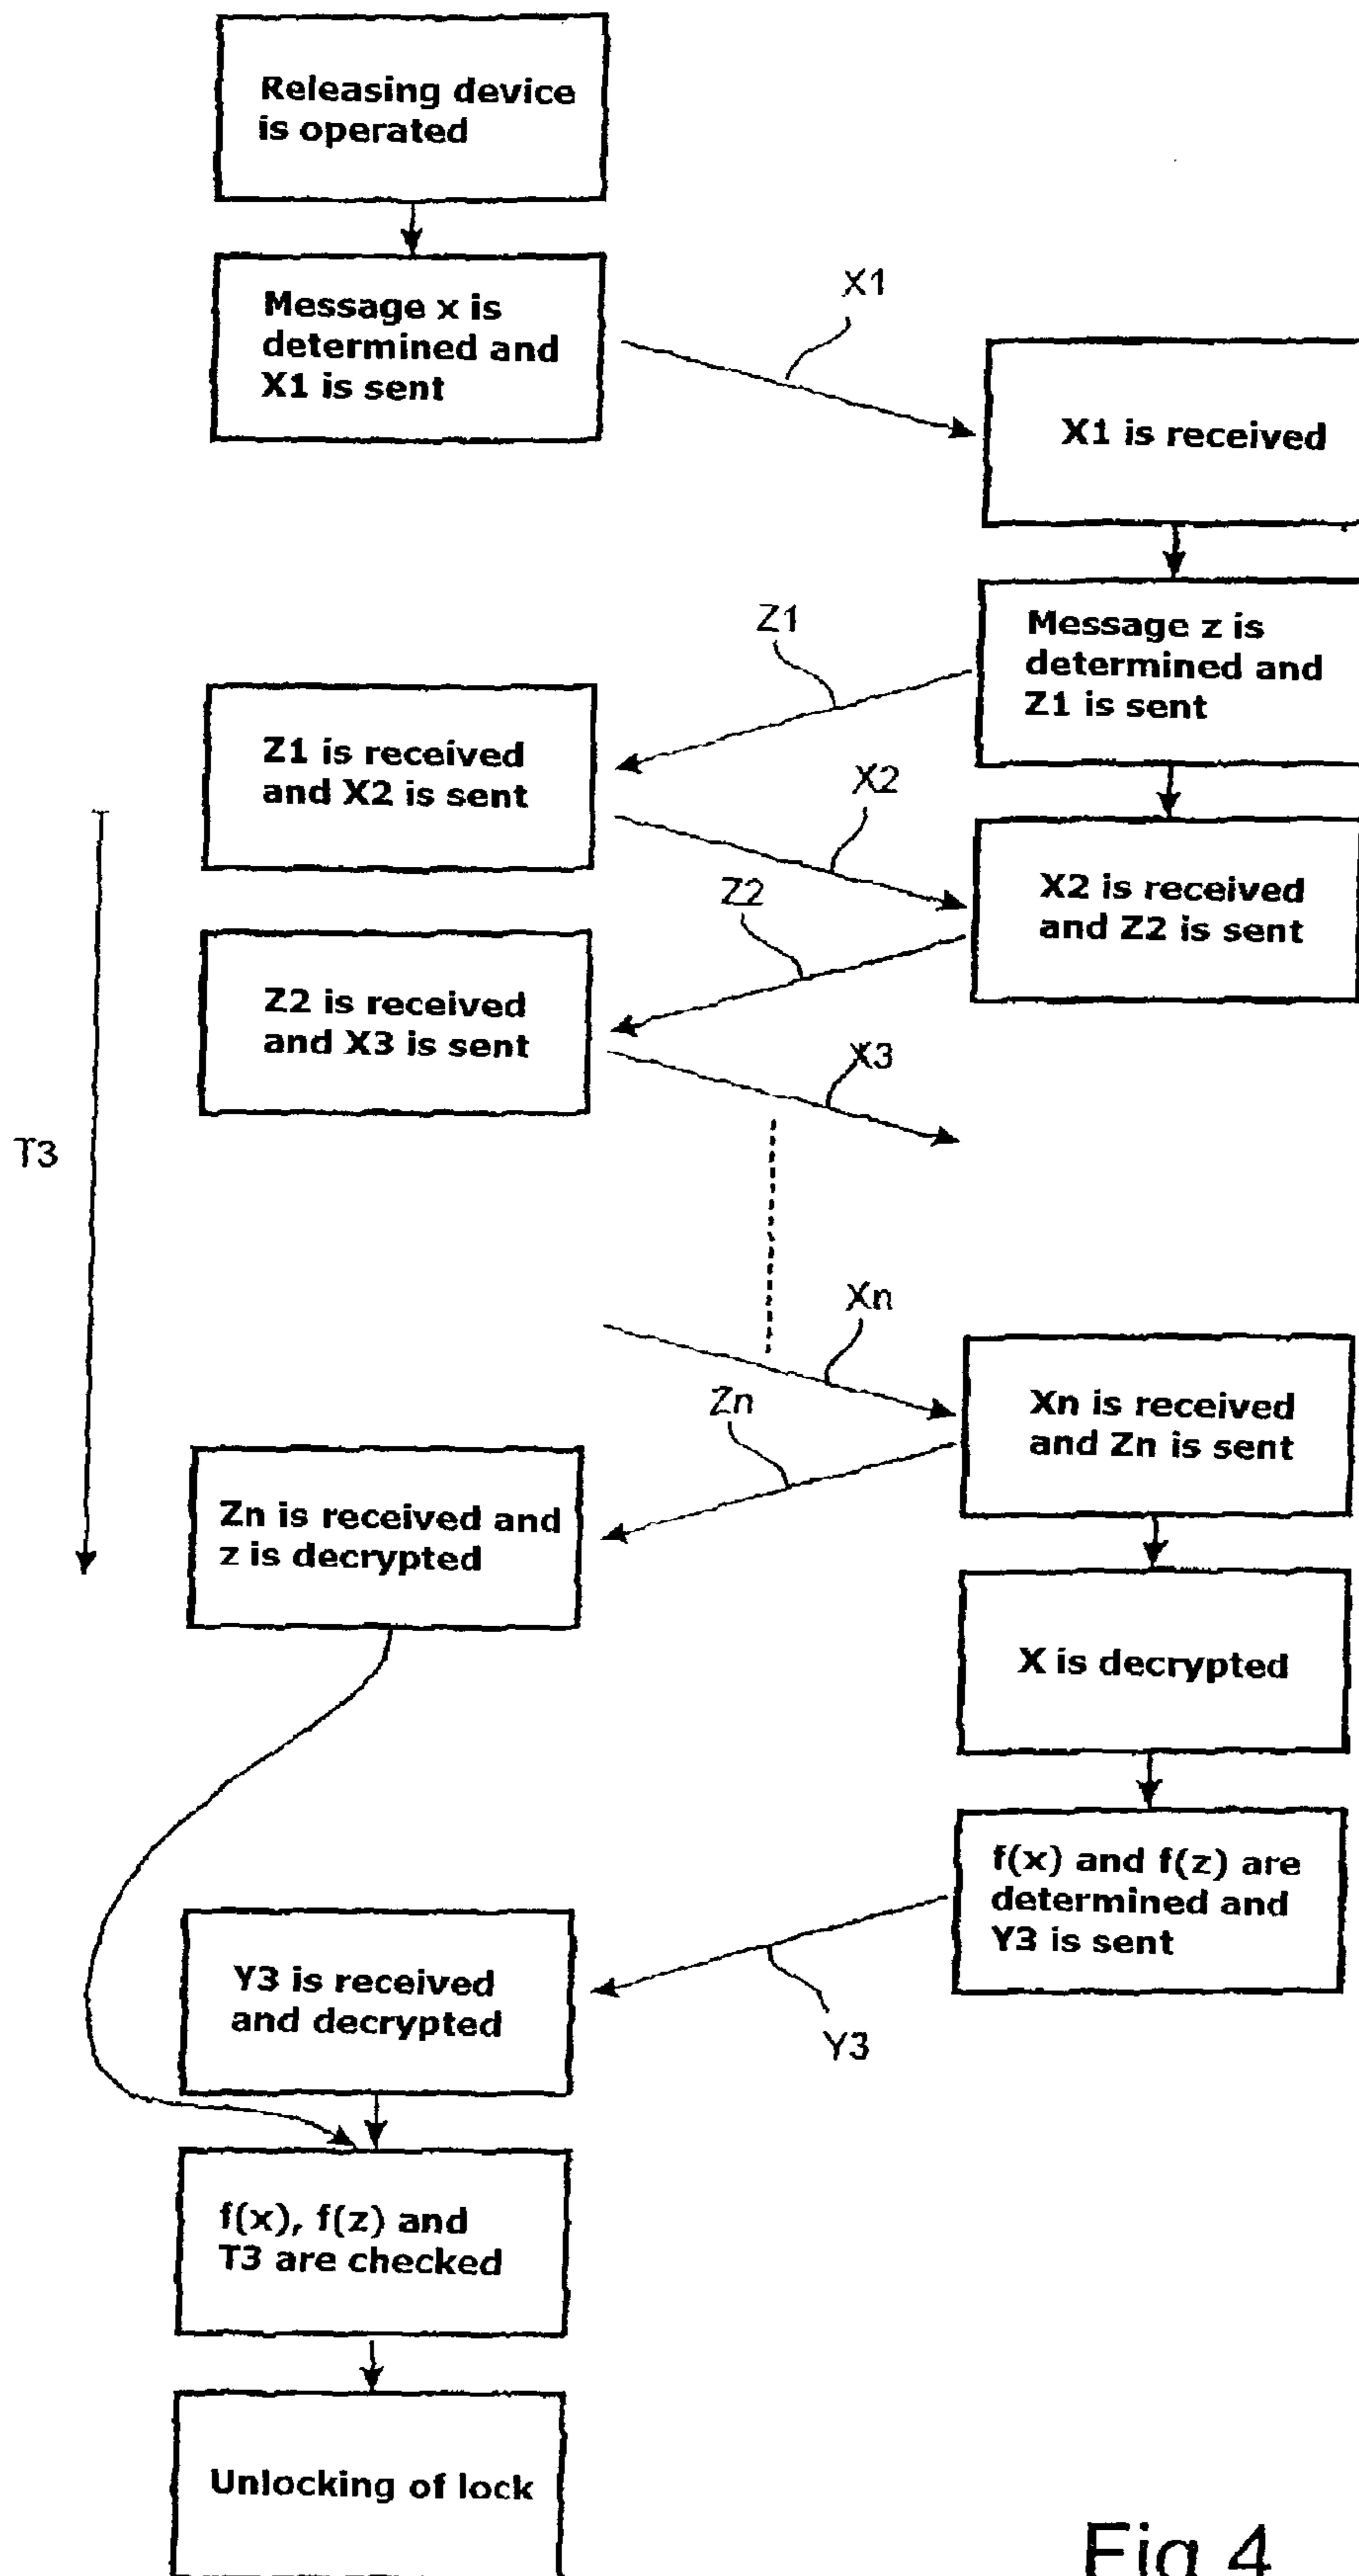 Releasing device
is operated
Message x is
determined and
X1 is sent
X1
X1 is received
Message z is
determined and
Z1 is sent
Z1
Z1 is received
and X2 is sent
X2
X2 is received
and Z2 is sent
Z2
Z2 is received
and X3 is sent
X3
T3
Xn
Xn is received
and Zn is sent
Zn
Zn is received and
z is decrypted
X is decrypted
f(x) and f(z) are
determined and
Y3 is sent
Y3 is received
and decrypted
Y3
f(x), f(z) and
T3 are checked
Unlocking of lock
Fig 4